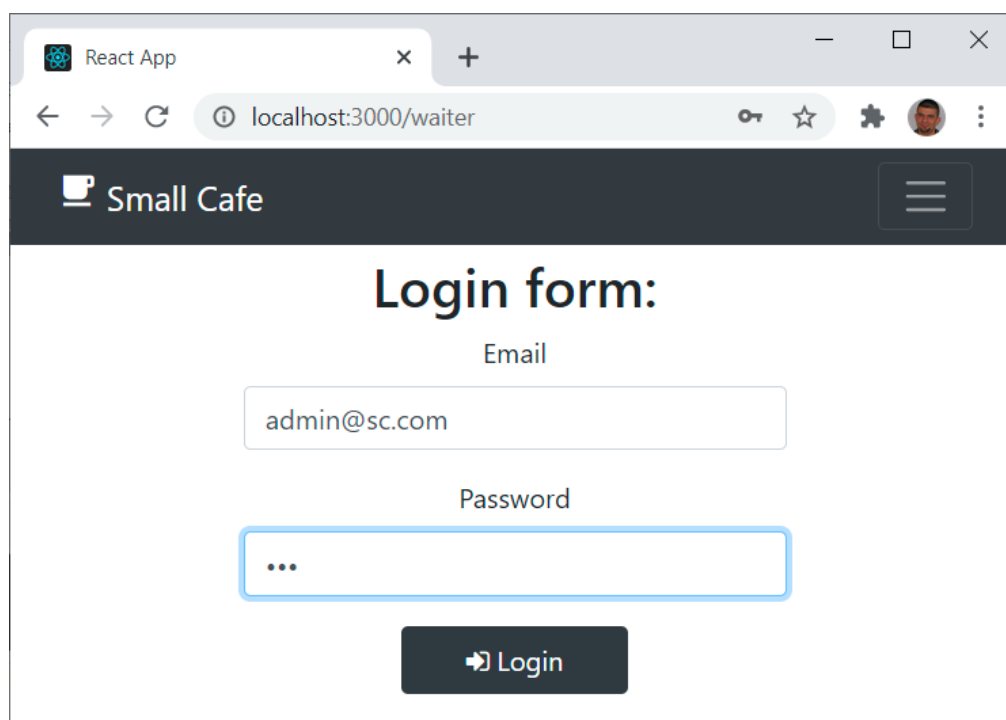 React App
localhost:3000/waiter
Small Cafe
Login form:
Email
admin@sc.com
Password
•••
Login